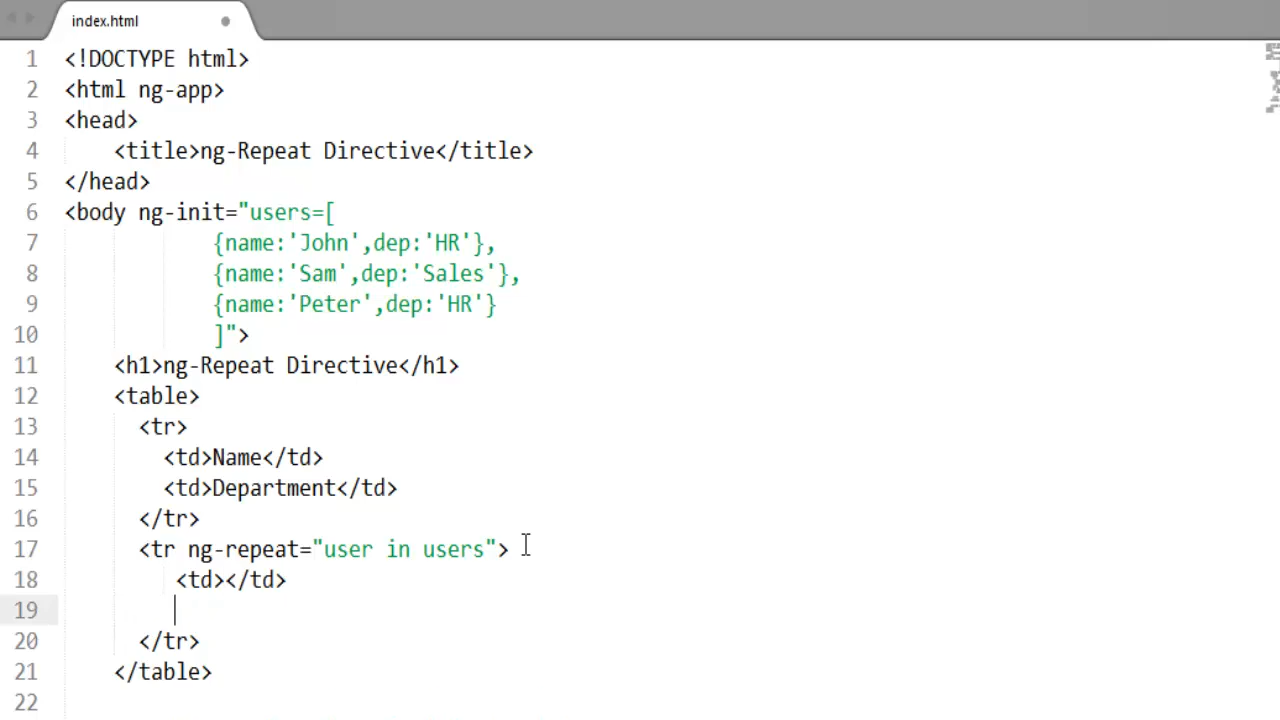 index.html
1 <!DOCTYPE html>
2 <html ng-app>
3 <head>
4     <title>ng-Repeat Directive</title>
5 </head>
6 <body ng-init="users=[
7             {name:'John',dep:'HR'},
8             {name:'Sam',dep:'Sales'},
9             {name:'Peter',dep:'HR'}
10             ]">
11     <h1>ng-Repeat Directive</h1>
12     <table>
13       <tr>
14         <td>Name</td>
15         <td>Department</td>
16       </tr>
17       <tr ng-repeat="user in users">
18          <td></td>
19
20       </tr>
21     </table>
22